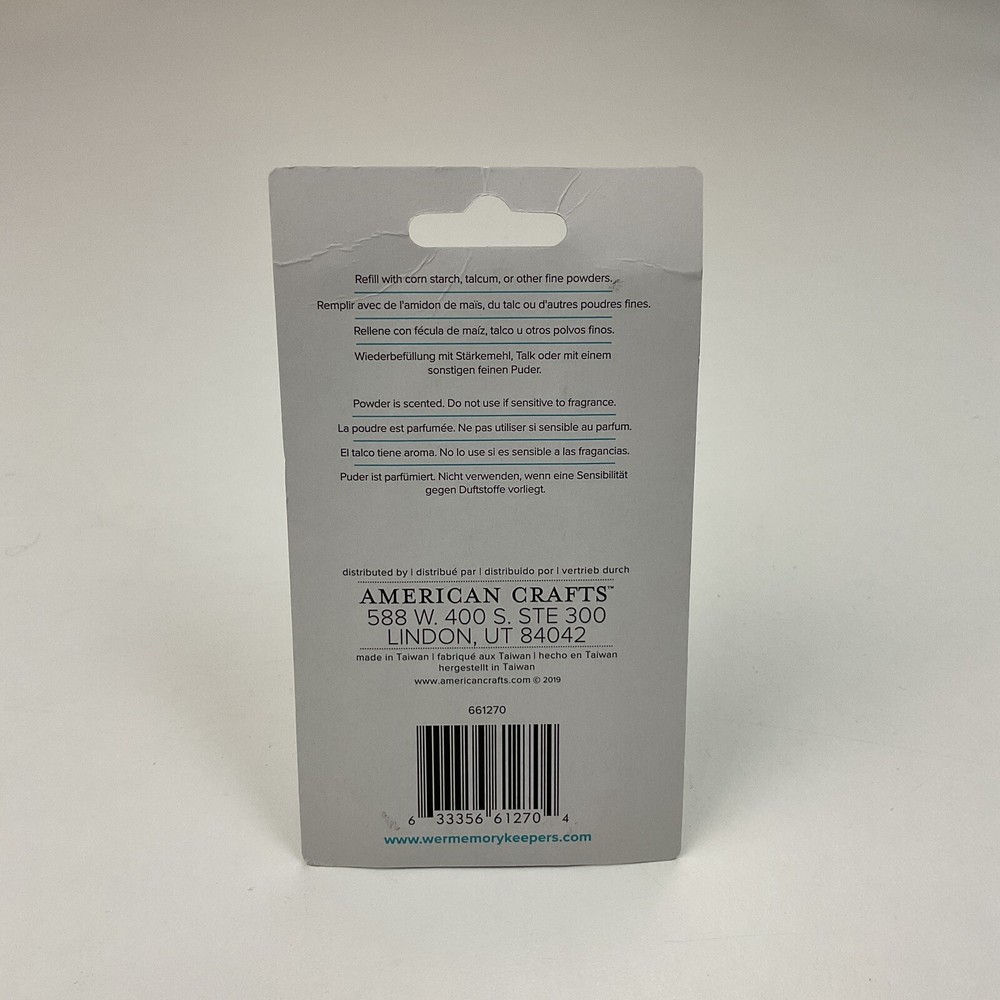 Refill with corn starch, talcum, or other fine powders.
Remplir avec de l'amidon de maïs, du talc ou d'autres poudres fines.
Rellene con fécula de maíz, talco u otros polvos finos.
Wiederbefüllung mit Stärkemehl, Talk oder mit einem
sonstigen feinen Puder.
Powder is scented. Do not use if sensitive to fragrance.
La poudre est parfumée. Ne pas utiliser si sensible au parfum.
El talco tiene aroma. No lo use si es sensible a las fragancias.
Puder ist parfümiert. Nicht verwenden, wenn eine Sensibilität
gegen Duftstoffe vorliegt.
distributed by | distribué par | distribuido por | vertrieb durch
AMERICAN CRAFTS™
588 W. 400 S. STE 300
LINDON, UT 84042
made in Taiwan | fabriqué aux Taiwan | hecho en Taiwan
hergestellt in Taiwan
www.americancrafts.com © 2019
661270
6 33356 61270 4
www.wermemorykeepers.com